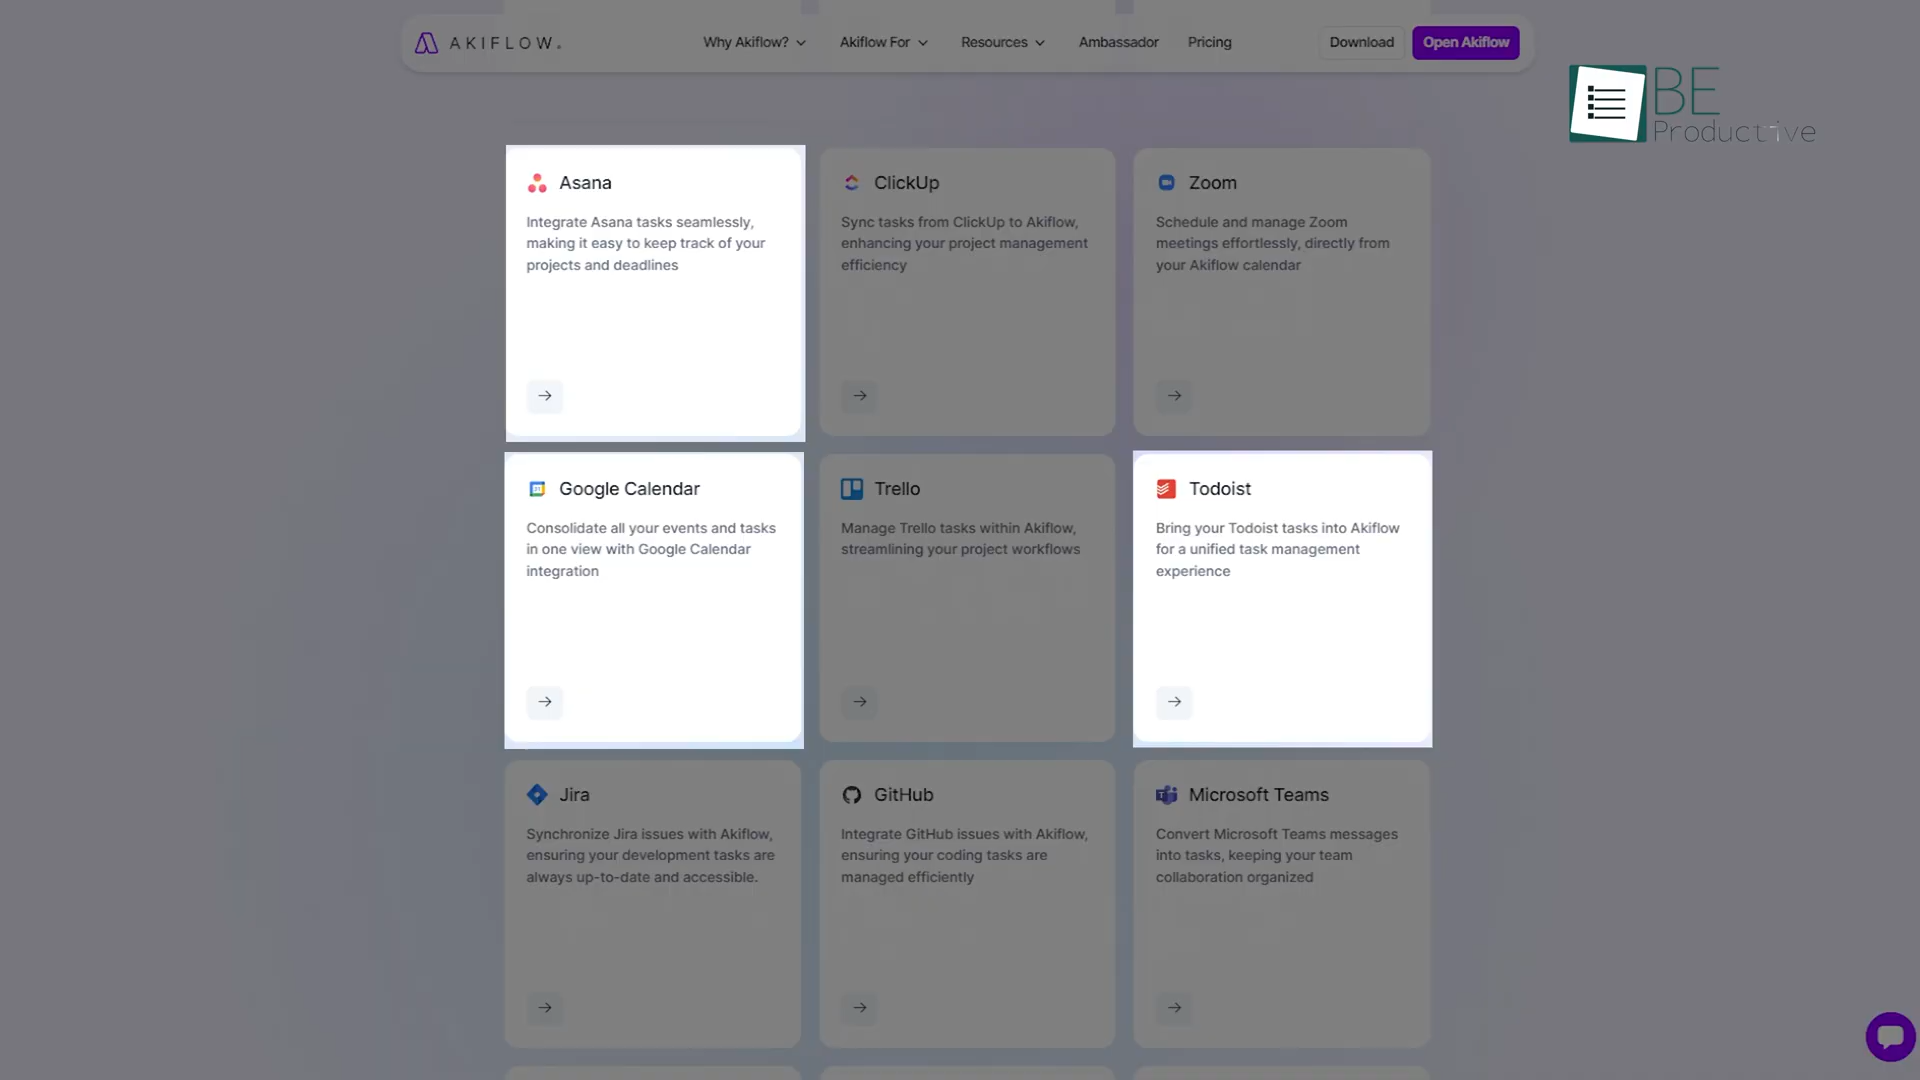 AKIFLOW.
Why Akiflow?
Akiflow For
Resources
Ambassador
Pricing
Download
Open Akiflow
BE
Productive
Asana
Integrate Asana tasks seamlessly,
making it easy to keep track of your
projects and deadlines
ClickUp
Sync tasks from ClickUp to Akiflow,
enhancing your project management
efficiency
Zoom
Schedule and manage Zoom
meetings effortlessly, directly from
your Akiflow calendar
Google Calendar
Consolidate all your events and tasks
in one view with Google Calendar
integration
Trello
Manage Trello tasks within Akiflow,
streamlining your project workflows
Todoist
Bring your Todoist tasks into Akiflow
for a unified task management
experience
Jira
Synchronize Jira issues with Akiflow,
ensuring your development tasks are
always up-to-date and accessible.
GitHub
Integrate GitHub issues with Akiflow,
ensuring your coding tasks are
managed efficiently
Microsoft Teams
Convert Microsoft Teams messages
into tasks, keeping your team
collaboration organized